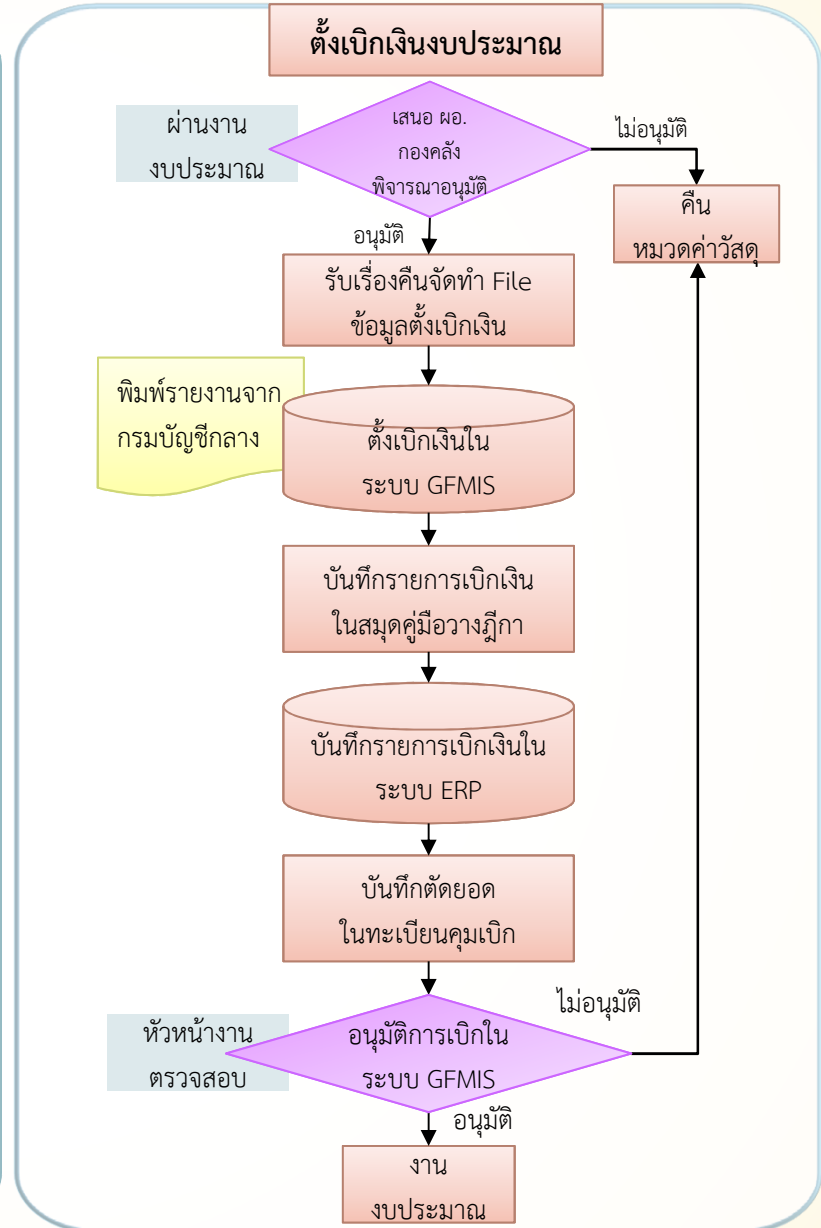 ตั้งเบิกเงินงบประมาณ
ผ่านงาน
งบประมาณ
เสนอ ผอ.
กองคลัง
พิจารณาอนุมัติ
ไม่อนุมัติ
คืน
หมวดค่าวัสดุ
อนุมัติ
รับเรื่องคืนจัดทำ File
ข้อมูลตั้งเบิกเงิน
พิมพ์รายงานจาก
กรมบัญชีกลาง
ตั้งเบิกเงินใน
ระบบ GFMIS
บันทึกรายการเบิกเงิน
ในสมุดคู่มือวางฎีกา
บันทึกรายการเบิกเงินใน
ระบบ ERP
บันทึกตัดยอด
ในทะเบียนคุมเบิก
ไม่อนุมัติ
หัวหน้างาน
ตรวจสอบ
อนุมัติการเบิกใน
ระบบ GFMIS
อนุมัติ
งาน
งบประมาณ